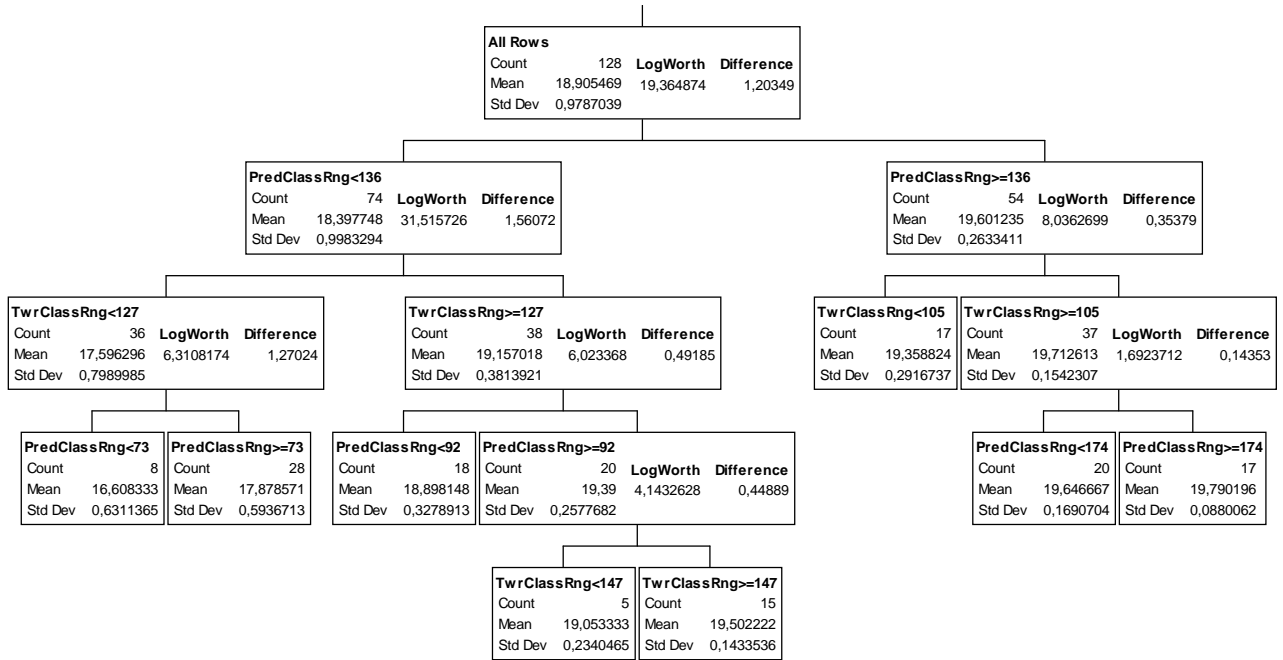 All Rows
Count 128 LogWorth Difference
Mean 18,905469 19,364874 1,20349
Std Dev 0,9787039
PredClassRng<136
Count 74 LogWorth Difference
Mean 18,397748 31,515726 1,56072
Std Dev 0,9983294
PredClassRng>=136
Count 54 LogWorth Difference
Mean 19,601235 8,0362699 0,35379
Std Dev 0,2633411
TwrClassRng<127
Count 36 LogWorth Difference
Mean 17,596296 6,3108174 1,27024
Std Dev 0,7989985
TwrClassRng>=127
Count 38 LogWorth Difference
Mean 19,157018 6,023368 0,49185
Std Dev 0,3813921
TwrClassRng<105
Count 17
Mean 19,358824
Std Dev 0,2916737
TwrClassRng>=105
Count 37 LogWorth Difference
Mean 19,712613 1,6923712 0,14353
Std Dev 0,1542307
PredClassRng<73
Count 8
Mean 16,608333
Std Dev 0,6311365
PredClassRng>=73
Count 28
Mean 17,878571
Std Dev 0,5936713
PredClassRng<92
Count 18
Mean 18,898148
Std Dev 0,3278913
PredClassRng>=92
Count 20 LogWorth Difference
Mean 19,39 4,1432628 0,44889
Std Dev 0,2577682
PredClassRng<174
Count 20
Mean 19,646667
Std Dev 0,1690704
PredClassRng>=174
Count 17
Mean 19,790196
Std Dev 0,0880062
TwrClassRng<147
Count 5
Mean 19,053333
Std Dev 0,2340465
TwrClassRng>=147
Count 15
Mean 19,502222
Std Dev 0,1433536